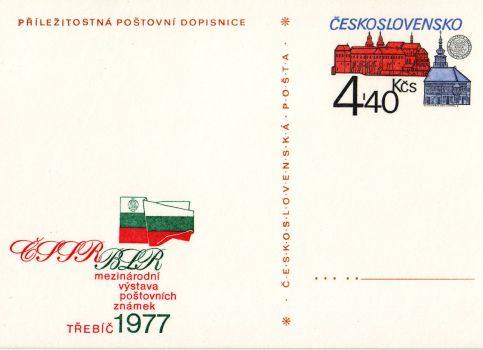 PŘÍLEŽITOSTNÁ POŠTOVNÍ DOPISNICE
ČESKOSLOVENSKO
4'40 Kčs
* ČESKOSLOVENSKÁ POŠTA *
ČSSR BLR
mezinárodní
výstava
poštovních
známek
TŘEBÍČ 1977